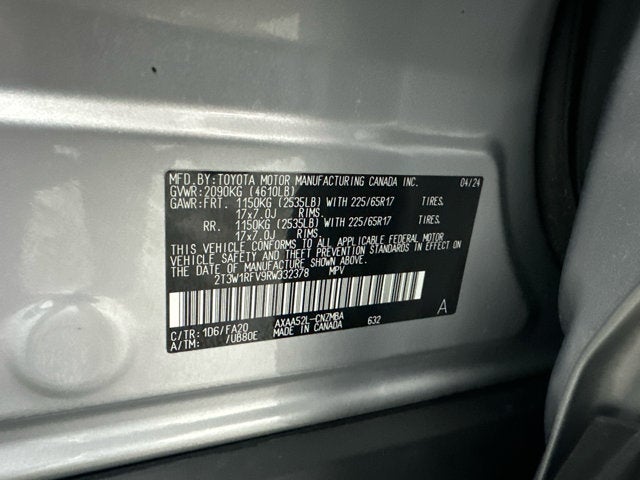 MFD.BY:TOYOTA MOTOR MANUFACTURING CANADA INC. 04/24
GVWR:2090KG (4610LB)
GAWR:FRT. 1150KG (2535LB) WITH 225/65R17 TIRES.
17x7.0J RIMS.
RR. 1150KG (2535LB) WITH 225/65R17 TIRES.
17x7.0J RIMS.
THIS VEHICLE CONFORMS TO ALL APPLICABLE FEDERAL MOTOR
VEHICLE SAFETY AND THEFT PREVENTION STANDARDS IN EFFECT ON
THE DATE OF MANUFACTURE SHOWN ABOVE.
2T3W1RFV9RW332378 MPV
C/TR:1D6/FA20 AXAA52L-CNZMBA A
A/TM: /UB80E MADE IN CANADA 632